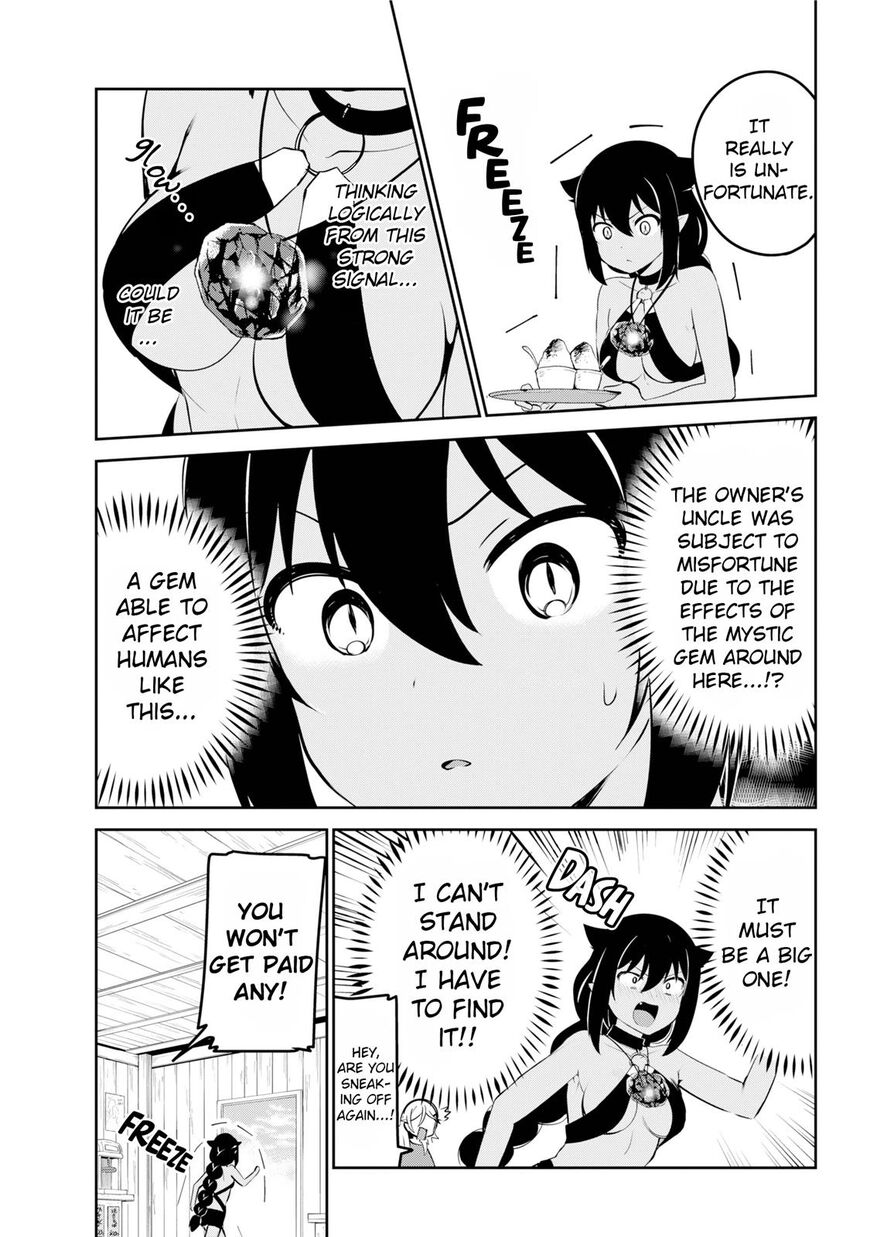 IT
REALLY
IS UN-
FORTUNATE.
FREEZE
THINKING
LOGICALLY
FROM THIS
STRONG
SIGNAL...
glow...
COULD
IT BE
...
THE OWNER'S
UNCLE WAS
SUBJECT TO
MISFORTUNE
DUE TO THE
EFFECTS OF
THE MYSTIC
GEM AROUND
HERE...!?
A GEM
ABLE TO
AFFECT
HUMANS
LIKE
THIS...
IT
MUST
BE A BIG
ONE!
DASH
I CAN'T
STAND
AROUND!
I HAVE
TO FIND
IT!!
HEY,
ARE YOU
SNEAK-
ING OFF
AGAIN...!
YOU
WON'T
GET PAID
ANY!
FREEZE